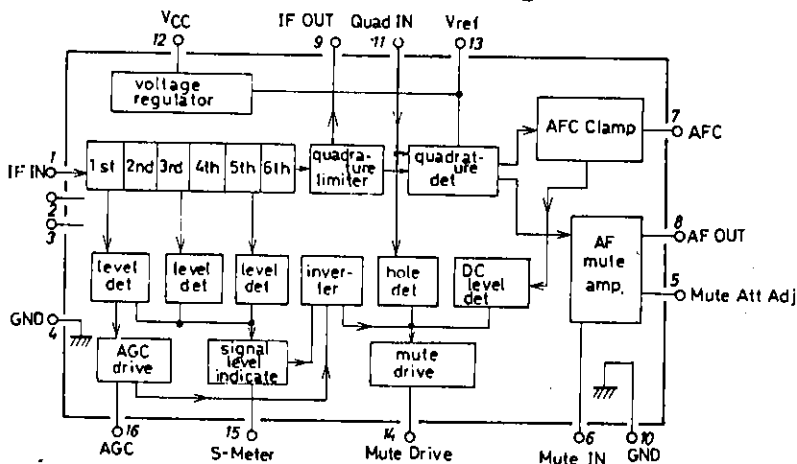 VCC IF OUT Quad IN Vref
12 9 11 13
voltage
regulator
7
AFC Clamp
AFC
1
IF IN
1st 2nd 3rd 4th 5th 6th
quadra-
ture
limiter
quadrat-
ure
det
2
3
8
AF OUT
AF
mute
amp.
5
Mute Att Adj
level
det
level
det
level
det
inver-
ter
hole
det
DC
level
det
GND
4
AGC
drive
signal
level
indicate
mute
drive
16 15 14 6 10
AGC S-Meter Mute Drive Mute IN GND